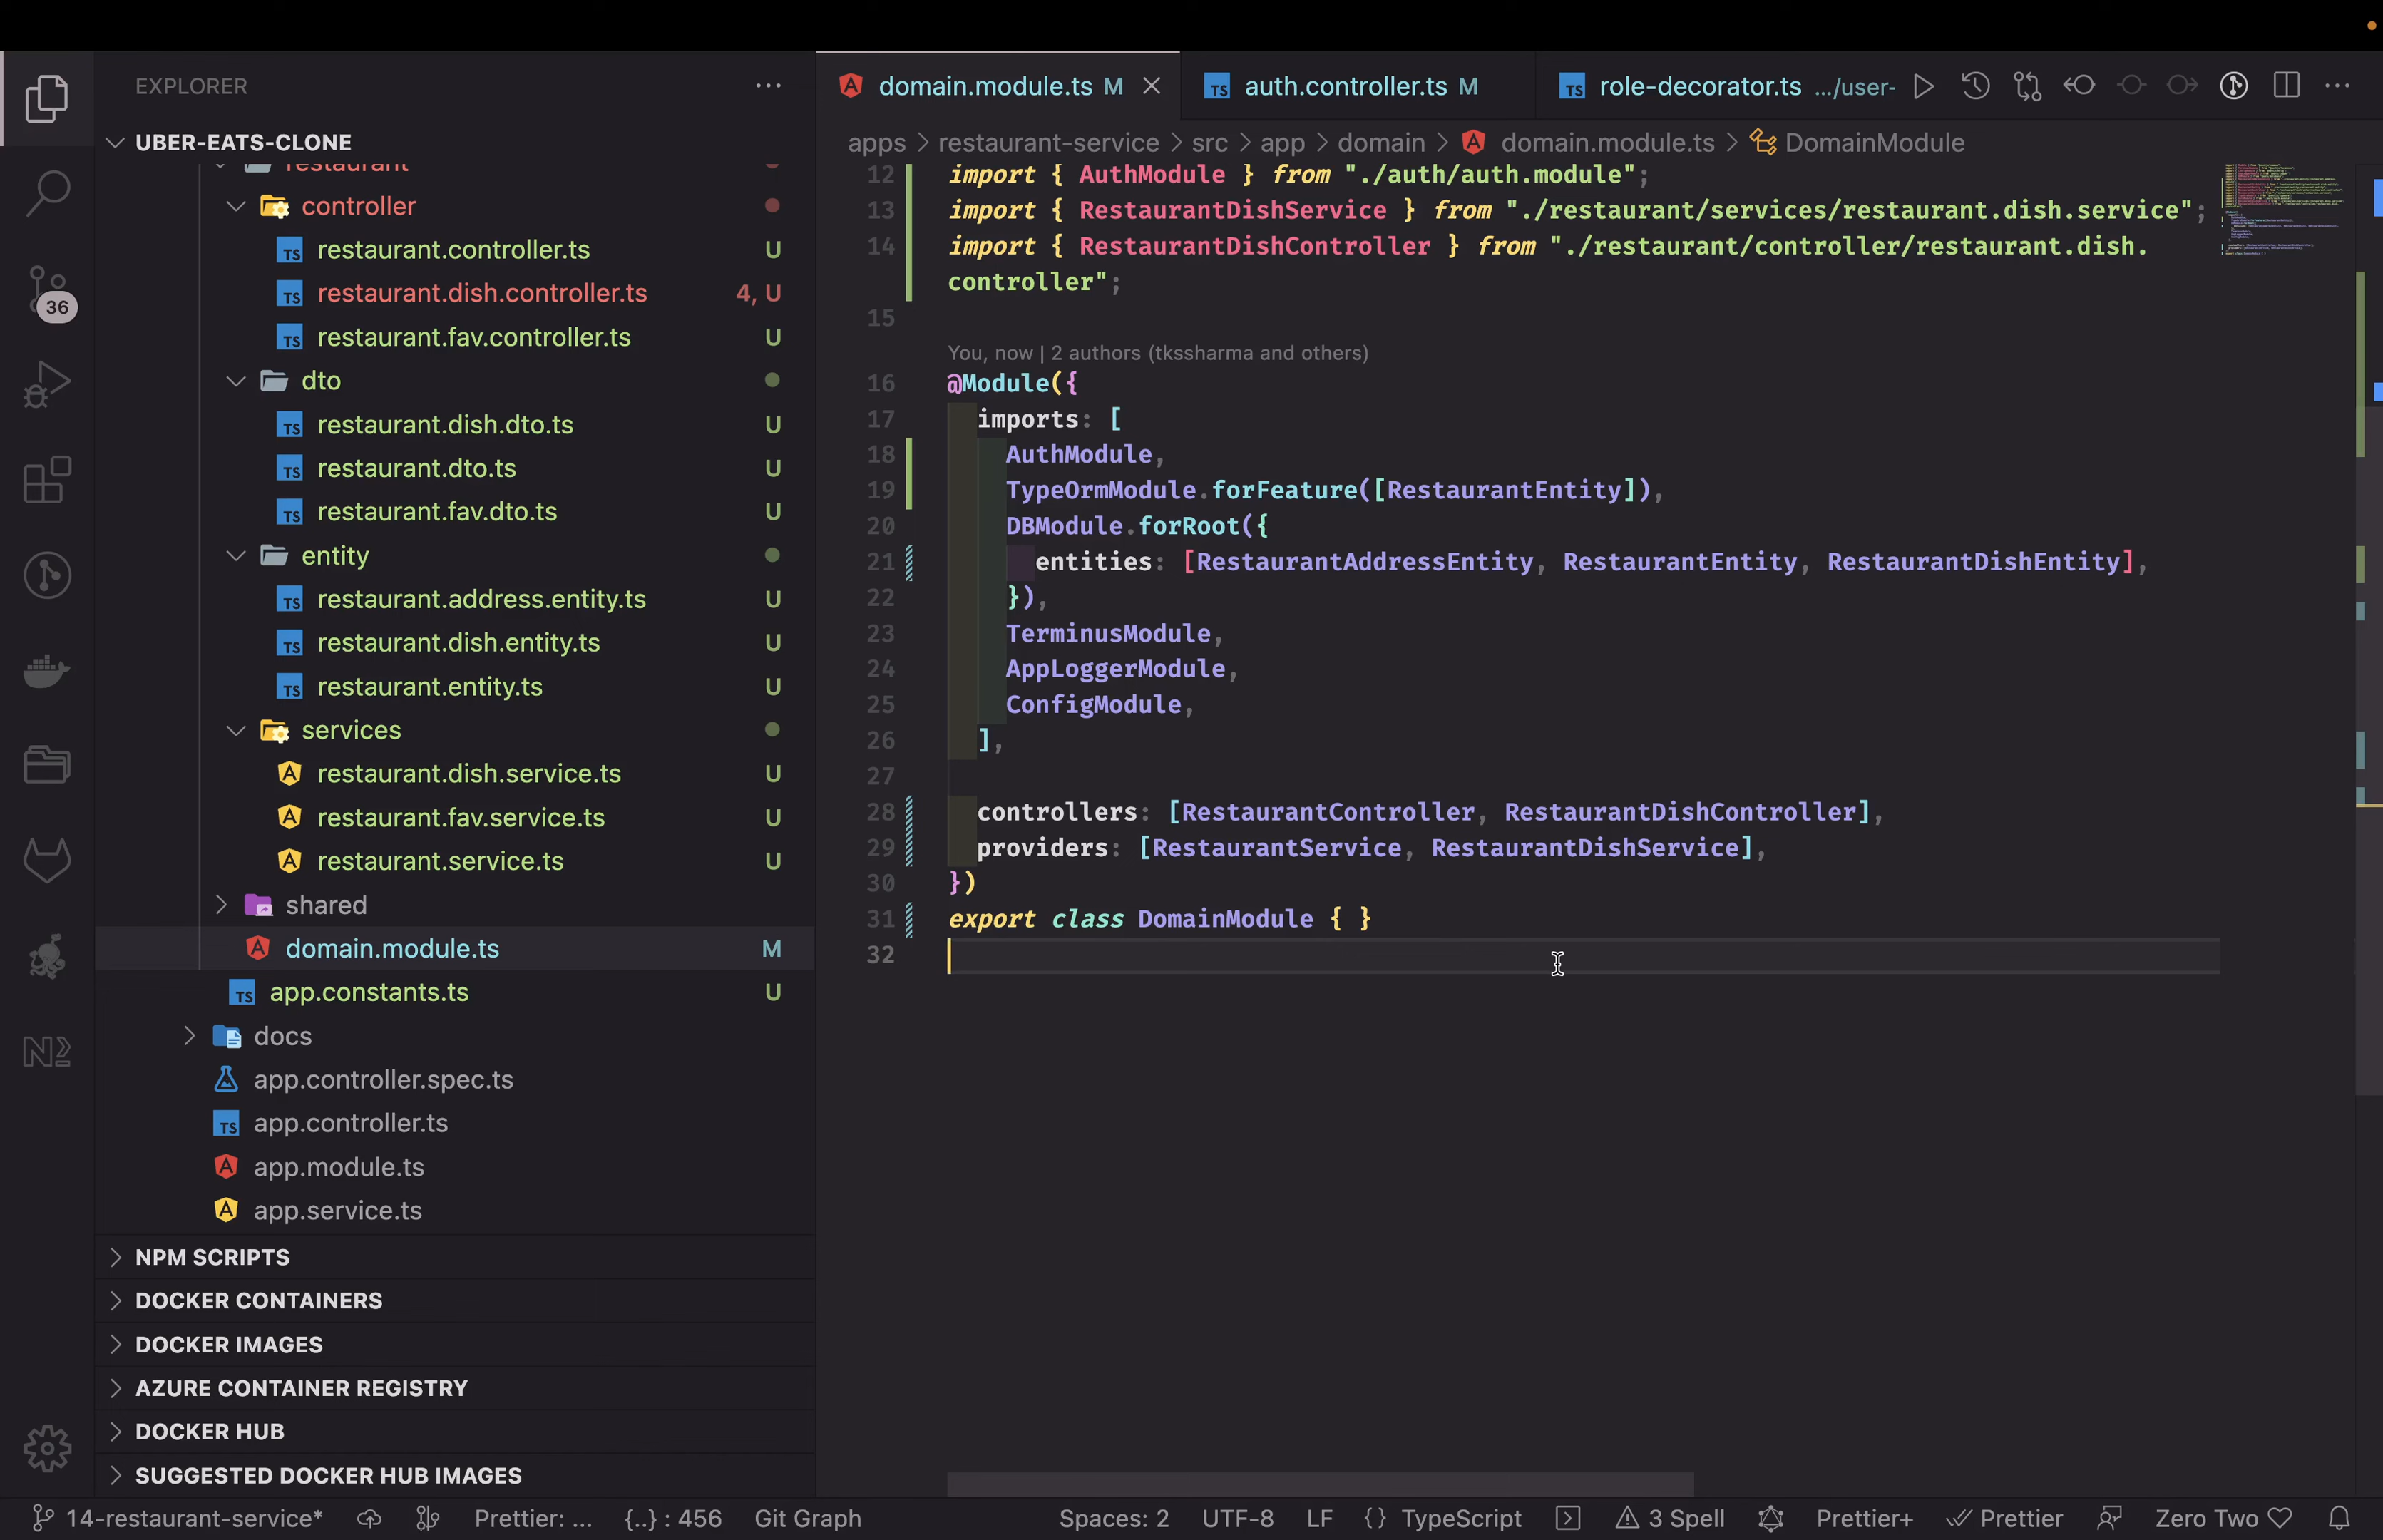 EXPLORER
UBER-EATS-CLONE
restaurant
controller
restaurant.controller.ts U
restaurant.dish.controller.ts 4, U
restaurant.fav.controller.ts U
dto
restaurant.dish.dto.ts U
restaurant.dto.ts U
restaurant.fav.dto.ts U
entity
restaurant.address.entity.ts U
restaurant.dish.entity.ts U
restaurant.entity.ts U
services
restaurant.dish.service.ts U
restaurant.fav.service.ts U
restaurant.service.ts U
shared
domain.module.ts M
app.constants.ts U
docs
app.controller.spec.ts
app.controller.ts
app.module.ts
app.service.ts
NPM SCRIPTS
DOCKER CONTAINERS
DOCKER IMAGES
AZURE CONTAINER REGISTRY
DOCKER HUB
SUGGESTED DOCKER HUB IMAGES
36
domain.module.ts M
auth.controller.ts M
role-decorator.ts .../user-
apps > restaurant-service > src > app > domain > domain.module.ts > DomainModule
12 import { AuthModule } from "./auth/auth.module";
13 import { RestaurantDishService } from "./restaurant/services/restaurant.dish.service";
14 import { RestaurantDishController } from "./restaurant/controller/restaurant.dish.
controller";
15
You, now | 2 authors (tkssharma and others)
16 @Module({
17 imports: [
18 AuthModule,
19 TypeOrmModule.forFeature([RestaurantEntity]),
20 DBModule.forRoot({
21 entities: [RestaurantAddressEntity, RestaurantEntity, RestaurantDishEntity],
22 }),
23 TerminusModule,
24 AppLoggerModule,
25 ConfigModule,
26 ],
27
28 controllers: [RestaurantController, RestaurantDishController],
29 providers: [RestaurantService, RestaurantDishService],
30 })
31 export class DomainModule { }
32
14-restaurant-service* Prettier: ... {..} : 456 Git Graph Spaces: 2 UTF-8 LF {} TypeScript 3 Spell Prettier+ Prettier Zero Two